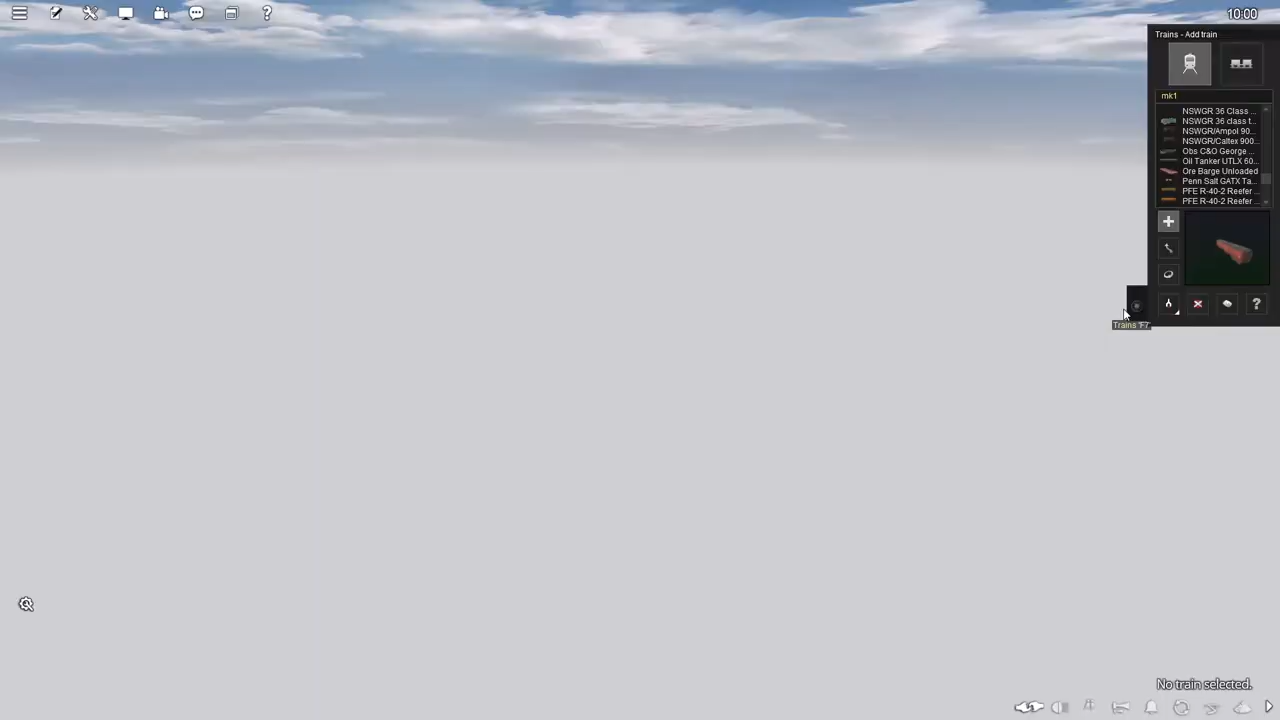 10:00
Trains - Add train
mk1
NSWGR 36 Class ...
NSWGR 36 class t...
NSWGR/Ampol 90...
NSWGR/Caltex 900...
Obs C&O George ...
Oil Tanker UTLX 60...
Ore Barge Unloaded
Penn Salt GATX Ta...
PFE R-40-2 Reefer ...
PFE R-40-2 Reefer ...
Trains 'F7'
No train selected.